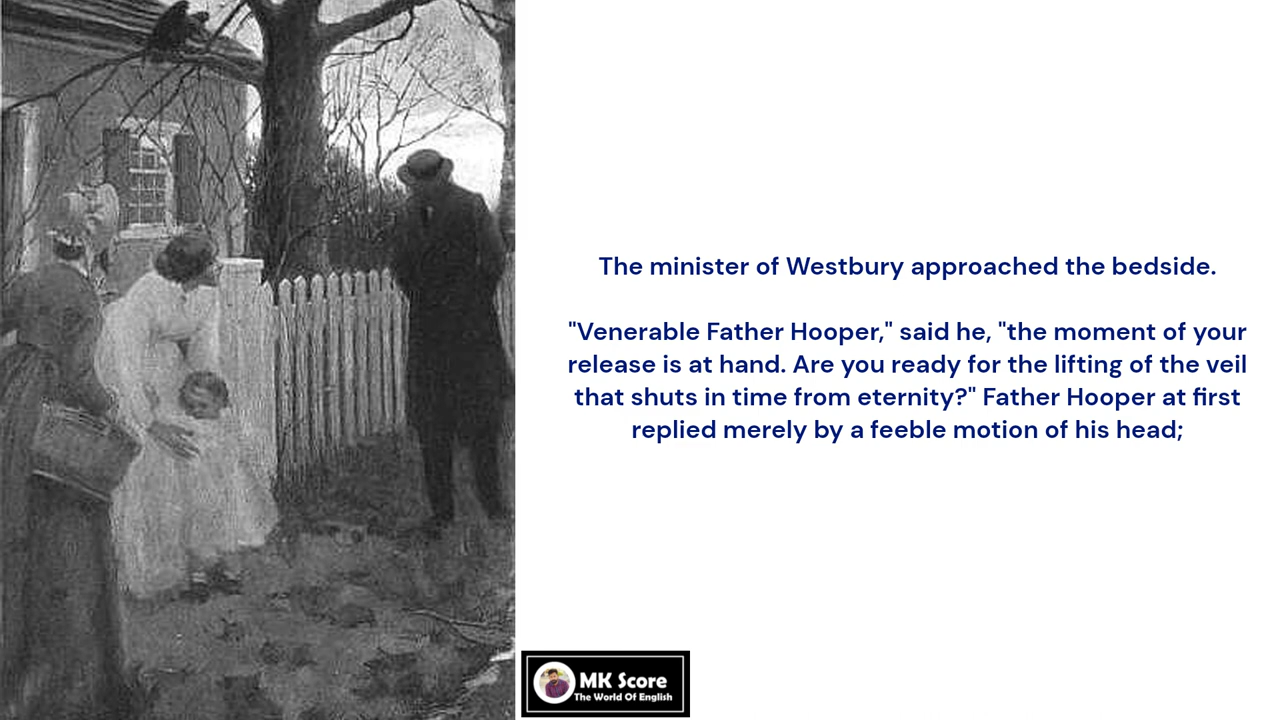 The minister of Westbury approached the bedside.
"Venerable Father Hooper," said he, "the moment of your
release is at hand. Are you ready for the lifting of the veil
that shuts in time from eternity?" Father Hooper at first
replied merely by a feeble motion of his head;
MK Score
The World Of English